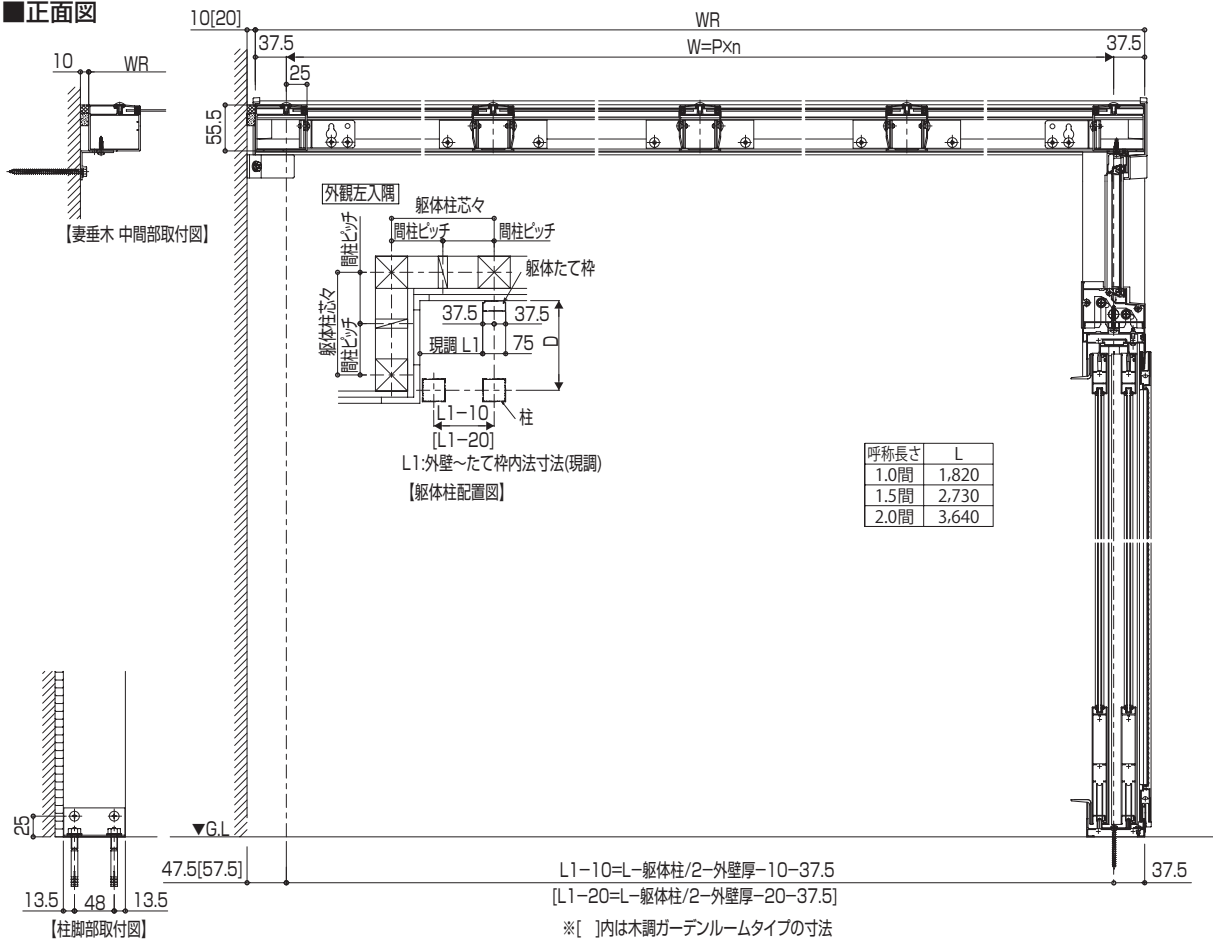 ■正面図
10[20]
WR
37.5
W=P×n
37.5
25
55.5
10
WR
【妻垂木 中間部取付図】
外観左入隅
躯体柱芯々
間柱ピッチ
間柱ピッチ
躯体柱芯々
間柱ピッチ
間柱ピッチ
躯体たて枠
37.5
37.5
現調 L1
75
D
L1−10
[L1−20]
柱
L1:外壁〜たて枠内法寸法(現調)
【躯体柱配置図】
呼称長さ L
1.0間 1,820
1.5間 2,730
2.0間 3,640
25
▼G.L
13.5
48
13.5
【柱脚部取付図】
47.5[57.5]
L1−10=L−躯体柱/2−外壁厚−10−37.5
37.5
[L1−20=L−躯体柱/2−外壁厚−20−37.5]
※[ ]内は木調ガーデンルームタイプの寸法